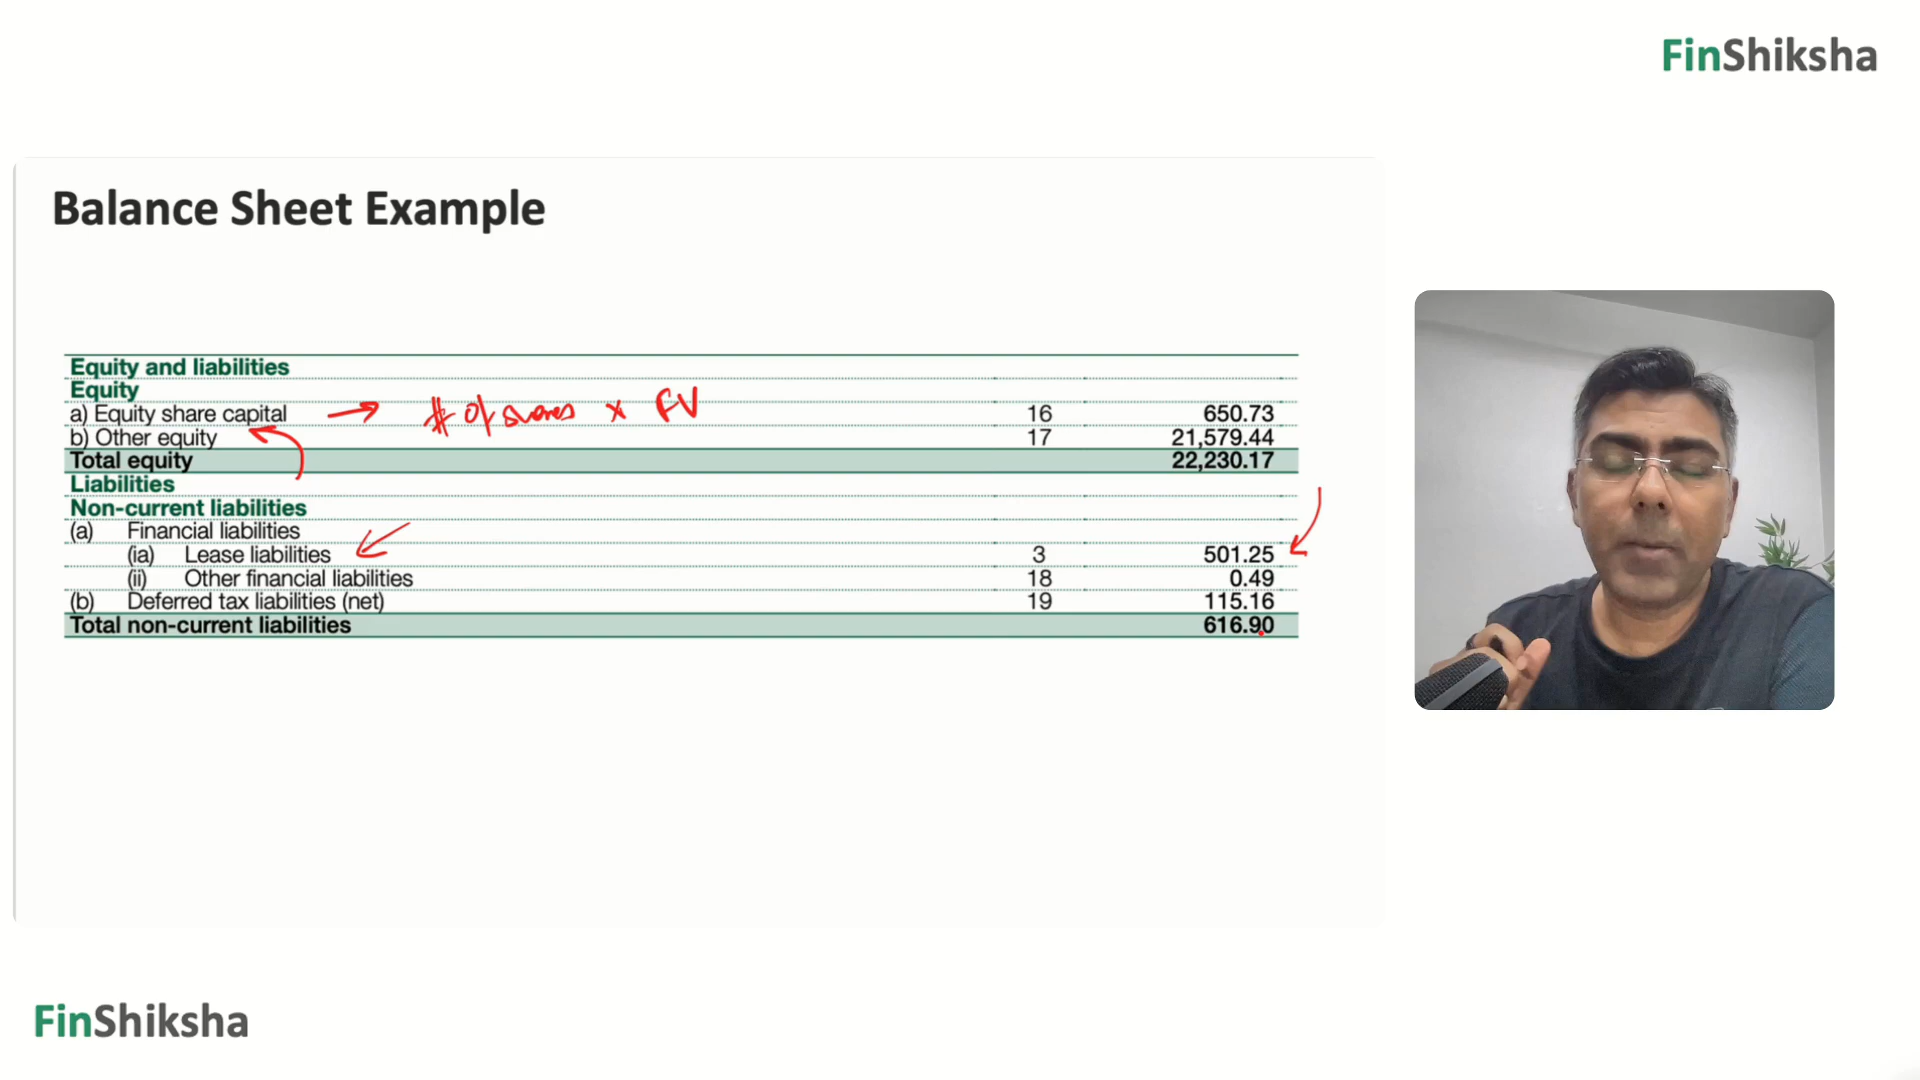 FinShiksha
Balance Sheet Example
Equity and liabilities
Equity
a) Equity share capital → # of shares × FV 16 650.73
b) Other equity 17 21,579.44
Total equity 22,230.17
Liabilities
Non-current liabilities
(a) Financial liabilities
(ia) Lease liabilities 3 501.25
(ii) Other financial liabilities 18 0.49
(b) Deferred tax liabilities (net) 19 115.16
Total non-current liabilities 616.90
FinShiksha